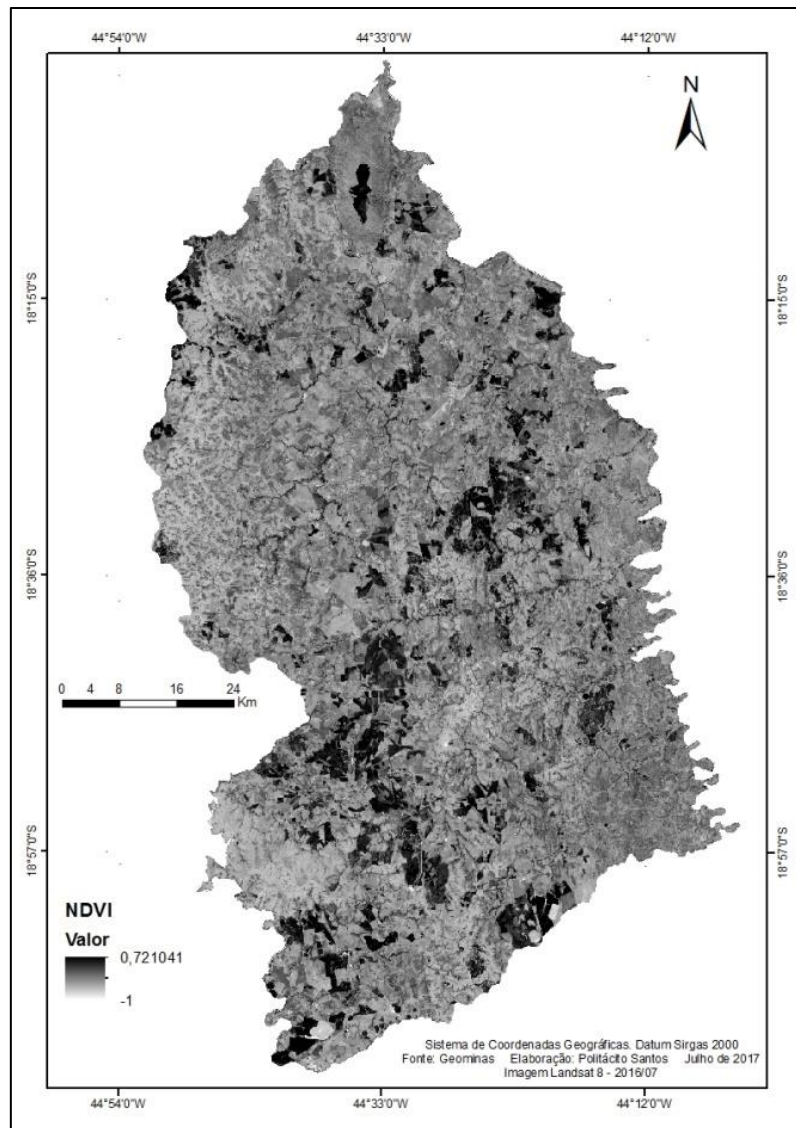 44°54'0"W 44°33'0"W 44°12'0"W
N
18°15'0"S 18°15'0"S
18°36'0"S 18°36'0"S
0 4 8 16 24
Km
18°57'0"S 18°57'0"S
NDVI
Valor
0,721041
-1
Sistema de Coordenadas Geográficas. Datum Sirgas 2000
Fonte: Geominas Elaboração: Politácito Santos Julho de 2017
Imagem Landsat 8 - 2016/07
44°54'0"W 44°33'0"W 44°12'0"W